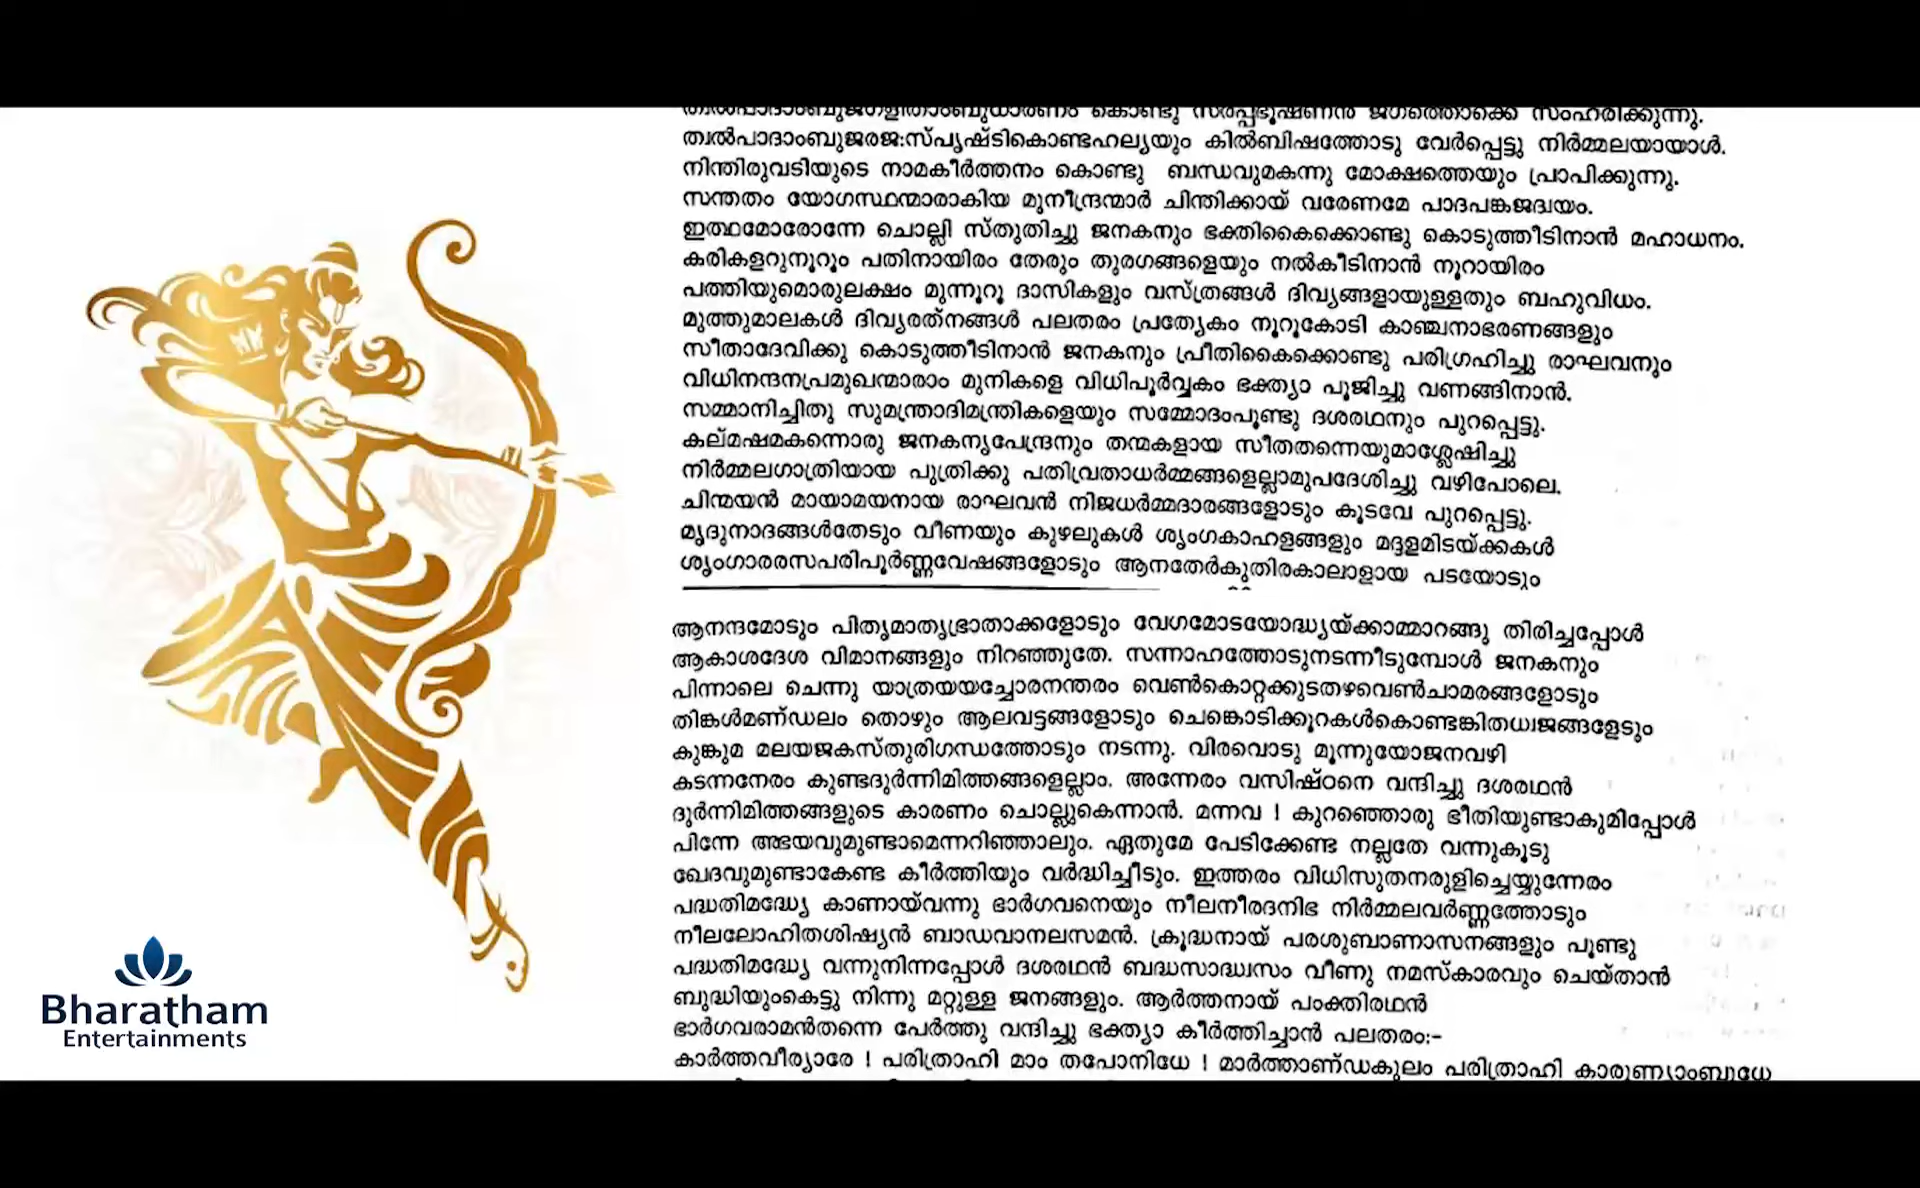 ത്വൽപാദാംബുജഗളിതാംബുധാരണം കൊണ്ടു സർപ്പഭൂഷണൻ ജഗത്തൊക്കെ സംഹരിക്കുന്നു.
ത്വൽപാദാംബുജരജ:സ്പൃഷ്ടികൊണ്ടഹല്യയും കിൽബിഷത്തോടു വേർപ്പെട്ടു നിർമ്മലയായാൾ.
നിന്തിരുവടിയുടെ നാമകീർത്തനം കൊണ്ടു ബന്ധവുമകന്നു മോക്ഷത്തെയും പ്രാപിക്കുന്നു.
സന്തതം യോഗസ്ഥന്മാരാകിയ മുനീന്ദ്രന്മാർ ചിന്തിക്കായ് വരേണമേ പാദപങ്കജദ്വയം.
ഇത്ഥമോരോന്നേ ചൊല്ലി സ്തുതിച്ചു ജനകനും ഭക്തികൈക്കൊണ്ടു കൊടുത്തീടിനാൻ മഹാധനം.
കരികളറുനൂറും പതിനായിരം തേരും തുരഗങ്ങളെയും നൽകീടിനാൻ നൂറായിരം
പത്തിയുമൊരുലക്ഷം മുന്നൂറു ദാസികളും വസ്ത്രങ്ങൾ ദിവ്യങ്ങളായുള്ളതും ബഹുവിധം.
മുത്തുമാലകൾ ദിവ്യരത്നങ്ങൾ പലതരം പ്രത്യേകം നൂറുകോടി കാഞ്ചനാഭരണങ്ങളും
സീതാദേവിക്കു കൊടുത്തീടിനാൻ ജനകനും പ്രീതികൈക്കൊണ്ടു പരിഗ്രഹിച്ചു രാഘവനും
വിധിനന്ദനപ്രമുഖന്മാരാം മുനികളെ വിധിപൂർവ്വകം ഭക്ത്യാ പൂജിച്ചു വണങ്ങിനാൻ.
സമ്മാനിച്ചിതു സുമന്ത്രാദിമന്ത്രികളെയും സമ്മോദംപൂണ്ടു ദശരഥനും പുറപ്പെട്ടു.
കല്മഷമകന്നൊരു ജനകനൃപേന്ദ്രനും തന്മകളായ സീതതന്നെയുമാശ്ലേഷിച്ചു
നിർമ്മലഗാത്രിയായ പുത്രിക്കു പതിവ്രതാധർമ്മങ്ങളെല്ലാമുപദേശിച്ചു വഴിപോലെ.
ചിന്മയൻ മായാമയനായ രാഘവൻ നിജധർമ്മദാരങ്ങളോടും കൂടവേ പുറപ്പെട്ടു.
മൃദുനാദങ്ങൾതേടും വീണയും കുഴലുകൾ ശൃംഗകാഹളങ്ങളും മദ്ദളമിടയ്ക്കകൾ
ശൃംഗാരരസപരിപൂർണ്ണവേഷങ്ങളോടും ആനതേർകുതിരകാലാളായ പടയോടും
ആനന്ദമോടും പിതൃമാതൃഭ്രാതാക്കളോടും വേഗമോടയോദ്ധ്യയ്ക്കാമ്മാറങ്ങു തിരിച്ചപ്പോൾ
ആകാശദേശ വിമാനങ്ങളും നിറഞ്ഞുതേ. സന്നാഹത്തോടുനടന്നീടുമ്പോൾ ജനകനും
പിന്നാലെ ചെന്നു യാത്രയയച്ചോരനന്തരം വെൺകൊറ്റക്കുടതഴവെൺചാമരങ്ങളോടും
തിങ്കൾമണ്ഡലം തൊഴും ആലവട്ടങ്ങളോടും ചെങ്കൊടിക്കൂറകൾകൊണ്ടങ്കിതധ്വജങ്ങളേടും
കുങ്കുമ മലയജകസ്തൂരിഗന്ധത്തോടും നടന്നു. വിരവൊടു മൂന്നുയോജനവഴി
കടന്നനേരം കുണ്ടദുർന്നിമിത്തങ്ങളെല്ലാം. അന്നേരം വസിഷ്ഠനെ വന്ദിച്ചു ദശരഥൻ
ദുർന്നിമിത്തങ്ങളുടെ കാരണം ചൊല്ലുകെന്നാൻ. മന്നവ ! കുറഞ്ഞൊരു ഭീതിയുണ്ടാകുമിപ്പോൾ
പിന്നേ അഭയവുമുണ്ടാമെന്നറിഞ്ഞാലും. ഏതുമേ പേടിക്കേണ്ട നല്ലതേ വന്നുകൂടു
ഖേദവുമുണ്ടാകേണ്ട കീർത്തിയും വർദ്ധിച്ചീടും. ഇത്തരം വിധിസുതനരുളിച്ചെയ്യുന്നേരം
പദ്ധതിമദ്ധ്യേ കാണായ്‌വന്നു ഭാർഗവനെയും നീലനീരദനിഭ നിർമ്മലവർണ്ണത്തോടും
നീലലോഹിതശിഷ്യൻ ബാഡവാനലസമൻ. ക്രൂദ്ധനായ് പരശുബാണാസനങ്ങളും പൂണ്ടു
പദ്ധതിമദ്ധ്യേ വന്നുനിന്നപ്പോൾ ദശരഥൻ ബദ്ധസാദ്ധ്വസം വീണു നമസ്കാരവും ചെയ്താൻ
ബുദ്ധിയുംകെട്ടു നിന്നു മറ്റുള്ള ജനങ്ങളും. ആർത്തനായ് പംക്തിരഥൻ
ഭാർഗവരാമൻതന്നെ പേർത്തു വന്ദിച്ചു ഭക്ത്യാ കീർത്തിച്ചാൻ പലതരം:-
കാർത്തവീര്യാരേ ! പരിത്രാഹി മാം തപോനിധേ ! മാർത്താണ്ഡകുലം പരിത്രാഹി കാരുണ്യാംബുധേ
Bharatham
Entertainments